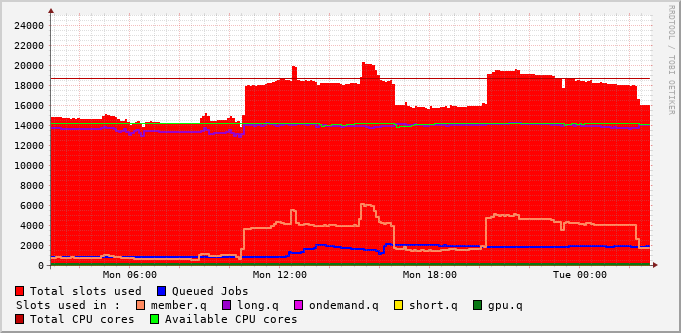 RRDTOOL / TOBI OETIKER
24000
22000
20000
18000
16000
14000
12000
10000
8000
6000
4000
2000
0
Mon 06:00 Mon 12:00 Mon 18:00 Tue 00:00
Total slots used Queued Jobs
Slots used in : member.q long.q ondemand.q short.q gpu.q
Total CPU cores Available CPU cores